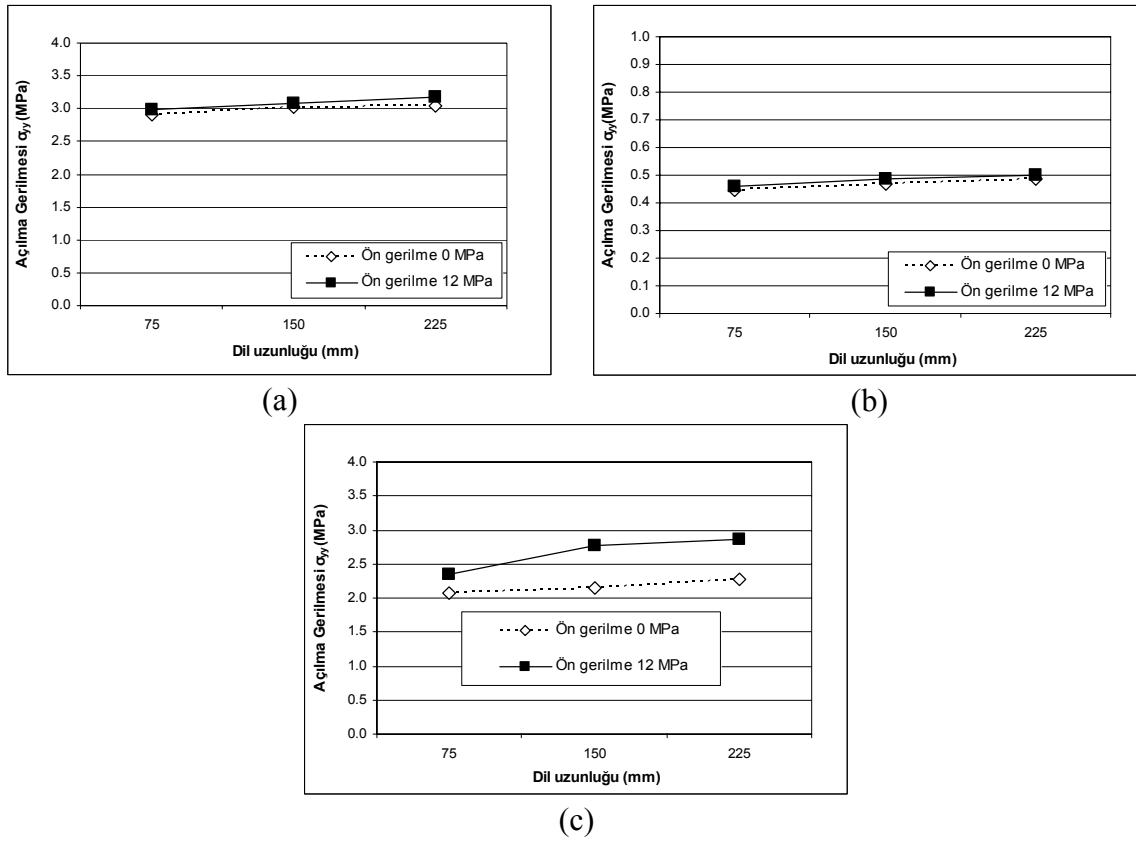 Açılma Gerilmesi σyy(MPa)
4.0
3.5
3.0
2.5
2.0
1.5
1.0
0.5
0.0
Ön gerilme 0 MPa
Ön gerilme 12 MPa
75 150 225
Dil uzunluğu (mm)
(a)
Açılma Gerilmesi σyy(MPa)
1.0
0.9
0.8
0.7
0.6
0.5
0.4
0.3
0.2
0.1
0.0
Ön gerilme 0 MPa
Ön gerilme 12 MPa
75 150 225
Dil uzunluğu (mm)
(b)
Açılma Gerilmesi σyy(MPa)
4.0
3.5
3.0
2.5
2.0
1.5
1.0
0.5
0.0
Ön gerilme 0 MPa
Ön gerilme 12 MPa
75 150 225
Dil uzunluğu (mm)
(c)